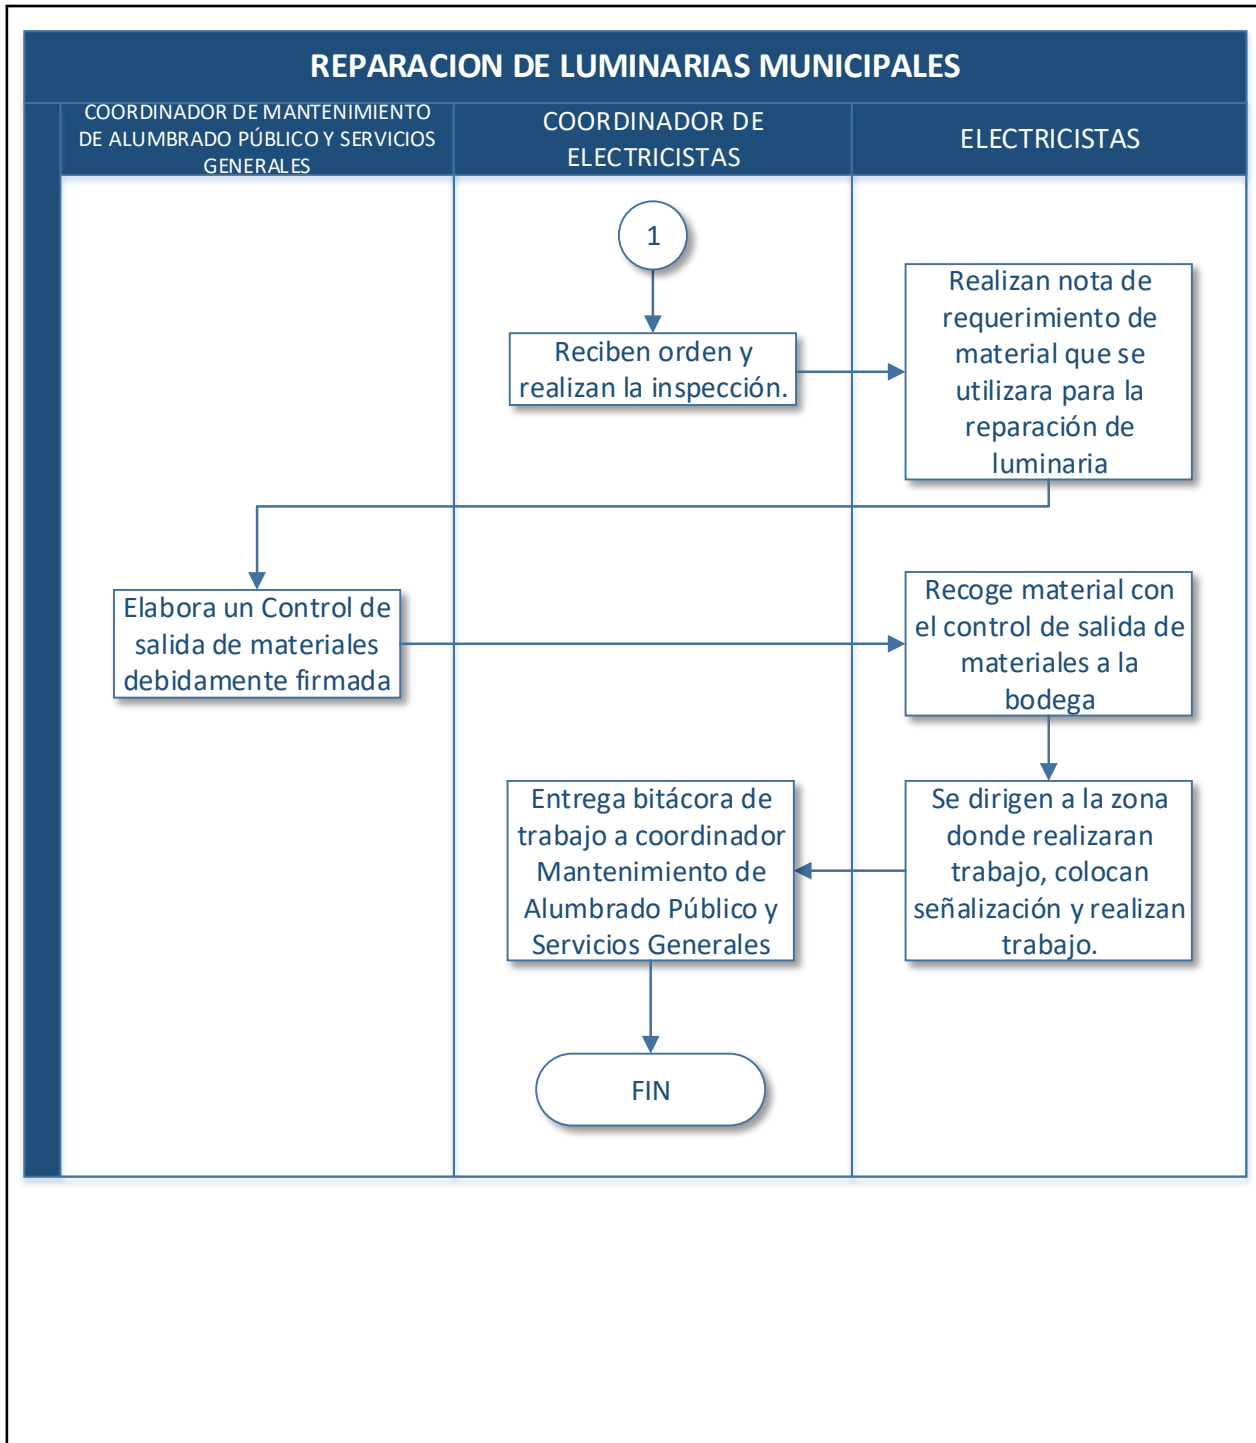 REPARACION DE LUMINARIAS MUNICIPALES
COORDINADOR DE MANTENIMIENTO
DE ALUMBRADO PÚBLICO Y SERVICIOS
GENERALES
COORDINADOR DE
ELECTRICISTAS
ELECTRICISTAS
1
Reciben orden y
realizan la inspección.
Realizan nota de
requerimiento de
material que se
utilizara para la
reparación de
luminaria
Elabora un Control de
salida de materiales
debidamente firmada
Recoge material con
el control de salida de
materiales a la
bodega
Se dirigen a la zona
donde realizaran
trabajo, colocan
señalización y realizan
trabajo.
Entrega bitácora de
trabajo a coordinador
Mantenimiento de
Alumbrado Público y
Servicios Generales
FIN